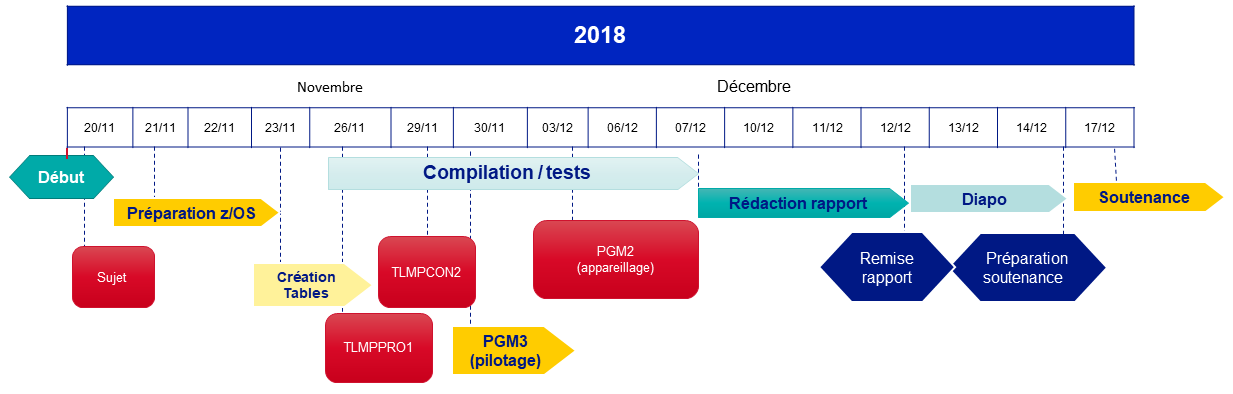 2018
Novembre
Décembre
20/11
21/11
22/11
23/11
26/11
29/11
30/11
03/12
06/12
07/12
10/12
11/12
12/12
13/12
14/12
17/12
Début
Compilation / tests
Préparation z/OS
Rédaction rapport
Diapo
Soutenance
Sujet
Création
Tables
TLMPCON2
PGM2
(appareillage)
Remise
rapport
Préparation
soutenance
TLMPPRO1
PGM3
(pilotage)